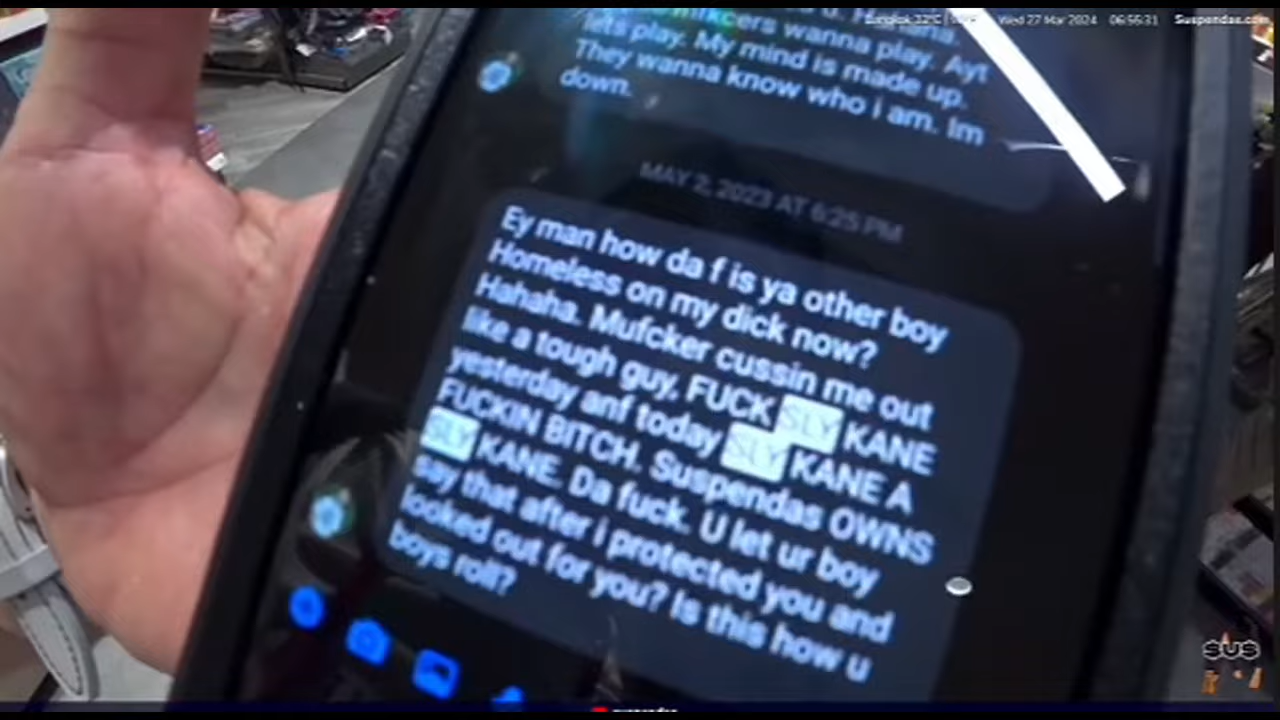 Bangkok 32°C
Wed 27 Mar 2024 06:55:31 Suspendas.com
wanna play. Ayt
lets play. My mind is made up.
They wanna know who i am. Im
down.
MAY 2, 2023 AT 6:25 PM
Ey man how da f is ya other boy
Homeless on my dick now?
Hahaha. Mufcker cussin me out
like a tough guy, FUCK SLY KANE
yesterday anf today SLY KANE A
FUCKIN BITCH. Suspendas OWNS
SLY KANE. Da fuck. U let ur boy
say that after i protected you and
looked out for you? Is this how u
boys roll?
$U$